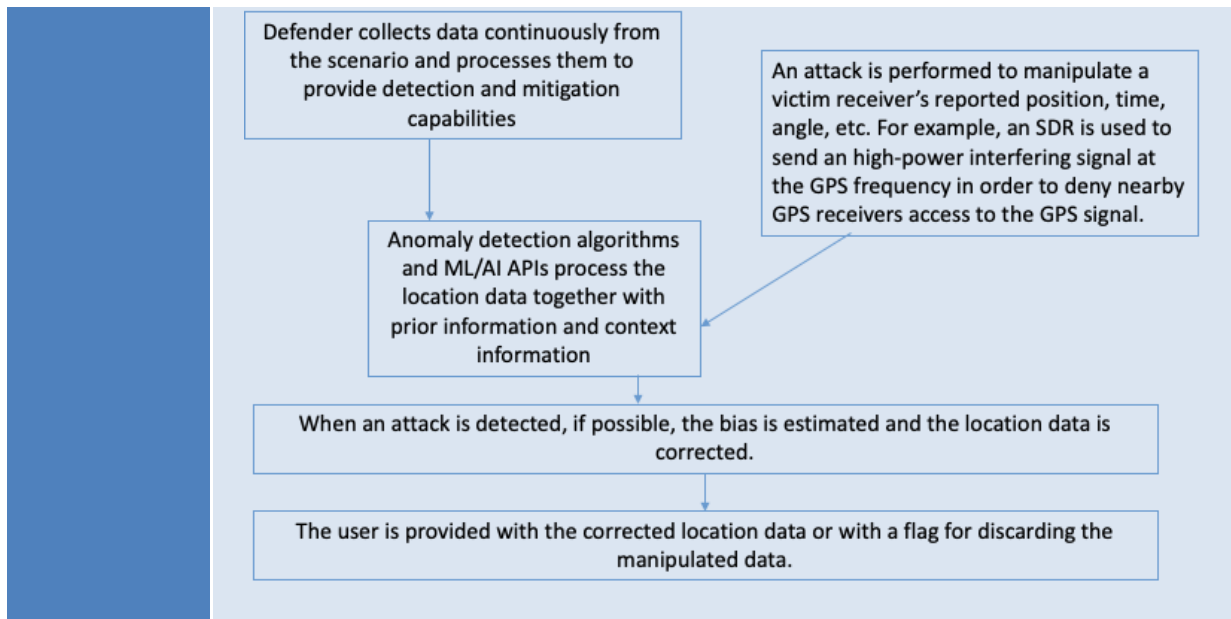 Defender collects data continuously from
the scenario and processes them to
provide detection and mitigation
capabilities
An attack is performed to manipulate a
victim receiver's reported position, time,
angle, etc. For example, an SDR is used to
send an high-power interfering signal at
the GPS frequency in order to deny nearby
GPS receivers access to the GPS signal.
Anomaly detection algorithms
and ML/AI APIs process the
location data together with
prior information and context
information
When an attack is detected, if possible, the bias is estimated and the location data is
corrected.
The user is provided with the corrected location data or with a flag for discarding the
manipulated data.